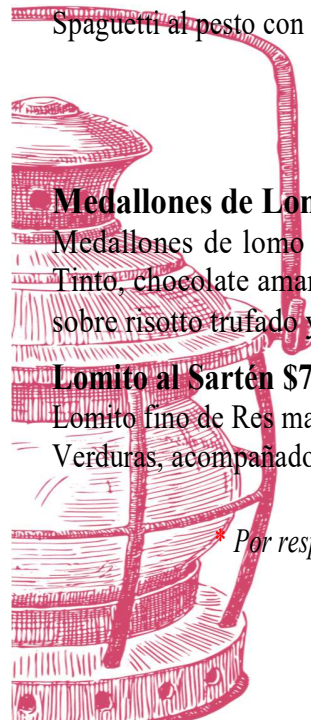 Spaguetti al pesto con
Medallones de Lom
Medallones de lomo
Tinto, chocolate amar
sobre risotto trufado y
Lomito al Sartén $7
Lomito fino de Res ma
Verduras, acompañado
* Por resp